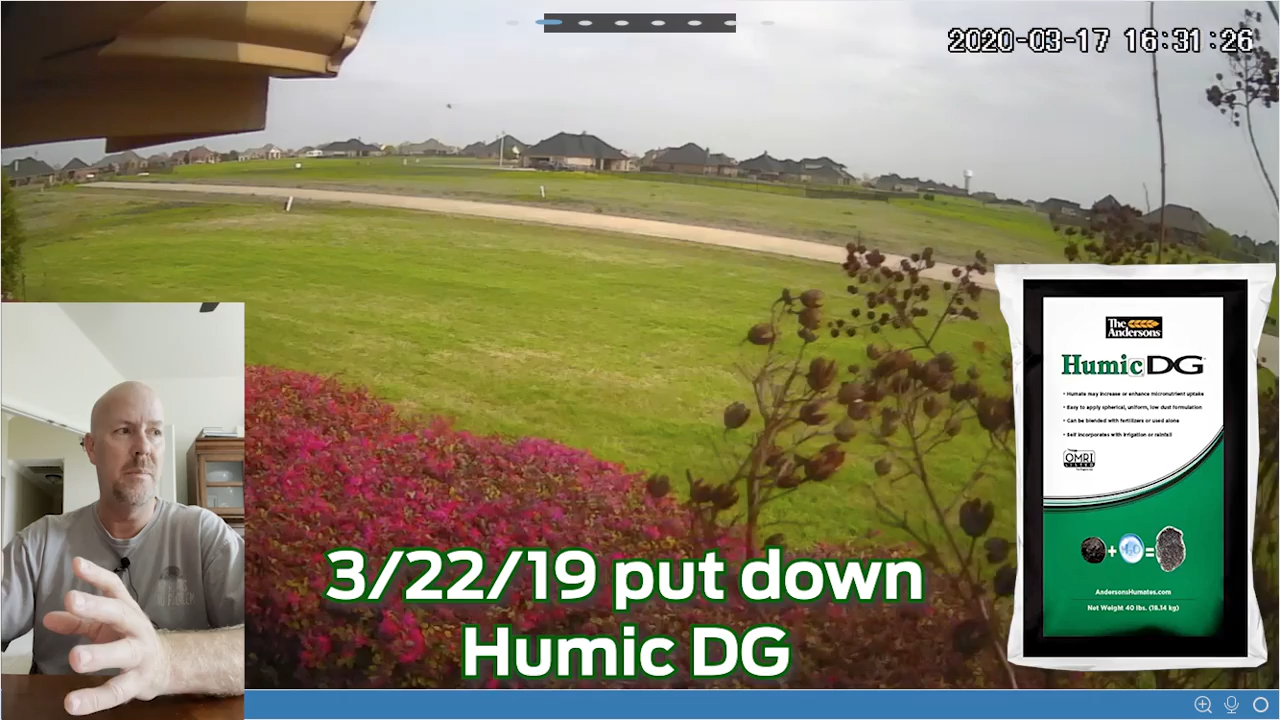 2020-03-17 16:31:26
The
Andersons
Humic DG
• Humate may increase or enhance micronutrient uptake
• Easy to apply spherical, uniform, low dust formulation
• Can be blended with fertilizers or used alone
• Self incorporates with irrigation or rainfall
OMRI
LISTED
AndersonsHumates.com
Net Weight 40 lbs. (18.14 kg)
3/22/19 put down
Humic DG